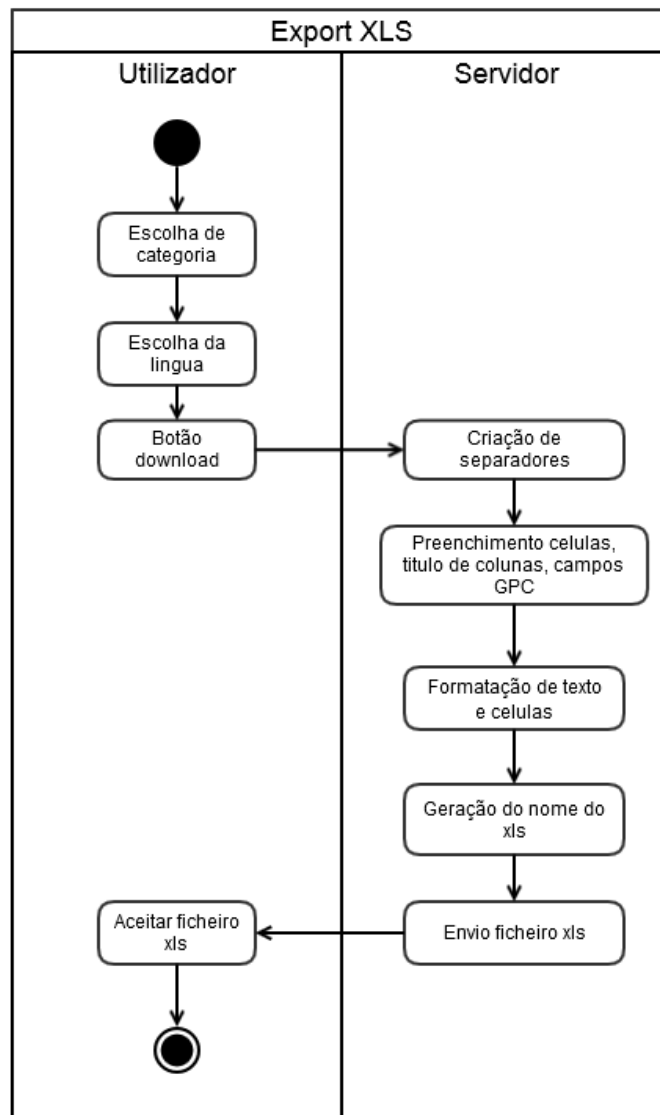 Export XLS
Utilizador
Servidor
Escolha de
categoria
Escolha da
lingua
Botão
download
Criação de
separadores
Preenchimento celulas,
titulo de colunas, campos
GPC
Formatação de texto
e celulas
Geração do nome do
xls
Envio ficheiro xls
Aceitar ficheiro
xls